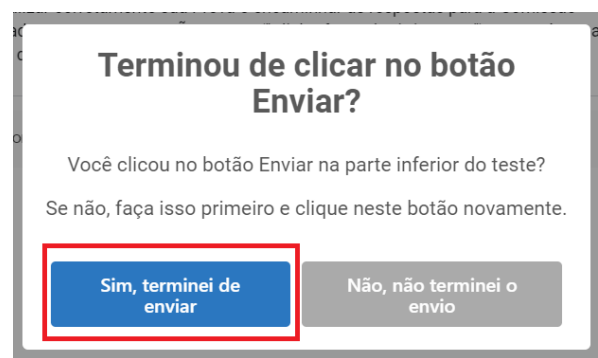 Terminou de clicar no botão
Enviar?
Você clicou no botão Enviar na parte inferior do teste?
Se não, faça isso primeiro e clique neste botão novamente.
Sim, terminei de
enviar
Não, não terminei o
envio